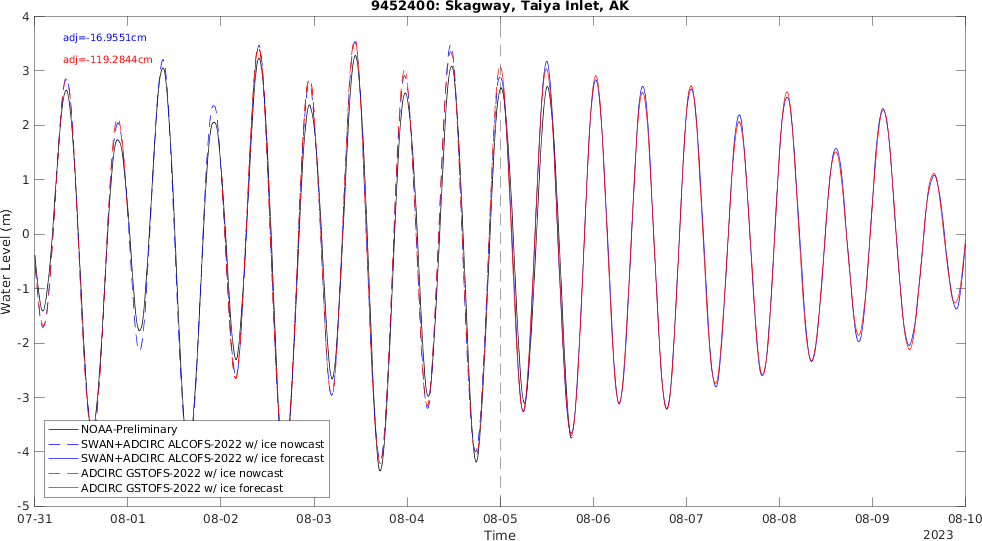 9452400: Skagway, Taiya Inlet, AK
4
adj=-16.9551cm
adj=-119.2844cm
3
2
1
0
-1
-2
-3
-4
-5
Water Level (m)
NOAA-Preliminary
SWAN+ADCIRC ALCOFS-2022 w/ ice nowcast
SWAN+ADCIRC ALCOFS-2022 w/ ice forecast
ADCIRC GSTOFS-2022 w/ ice nowcast
ADCIRC GSTOFS-2022 w/ ice forecast
07-31 08-01 08-02 08-03 08-04 08-05 08-06 08-07 08-08 08-09 08-10
Time
2023